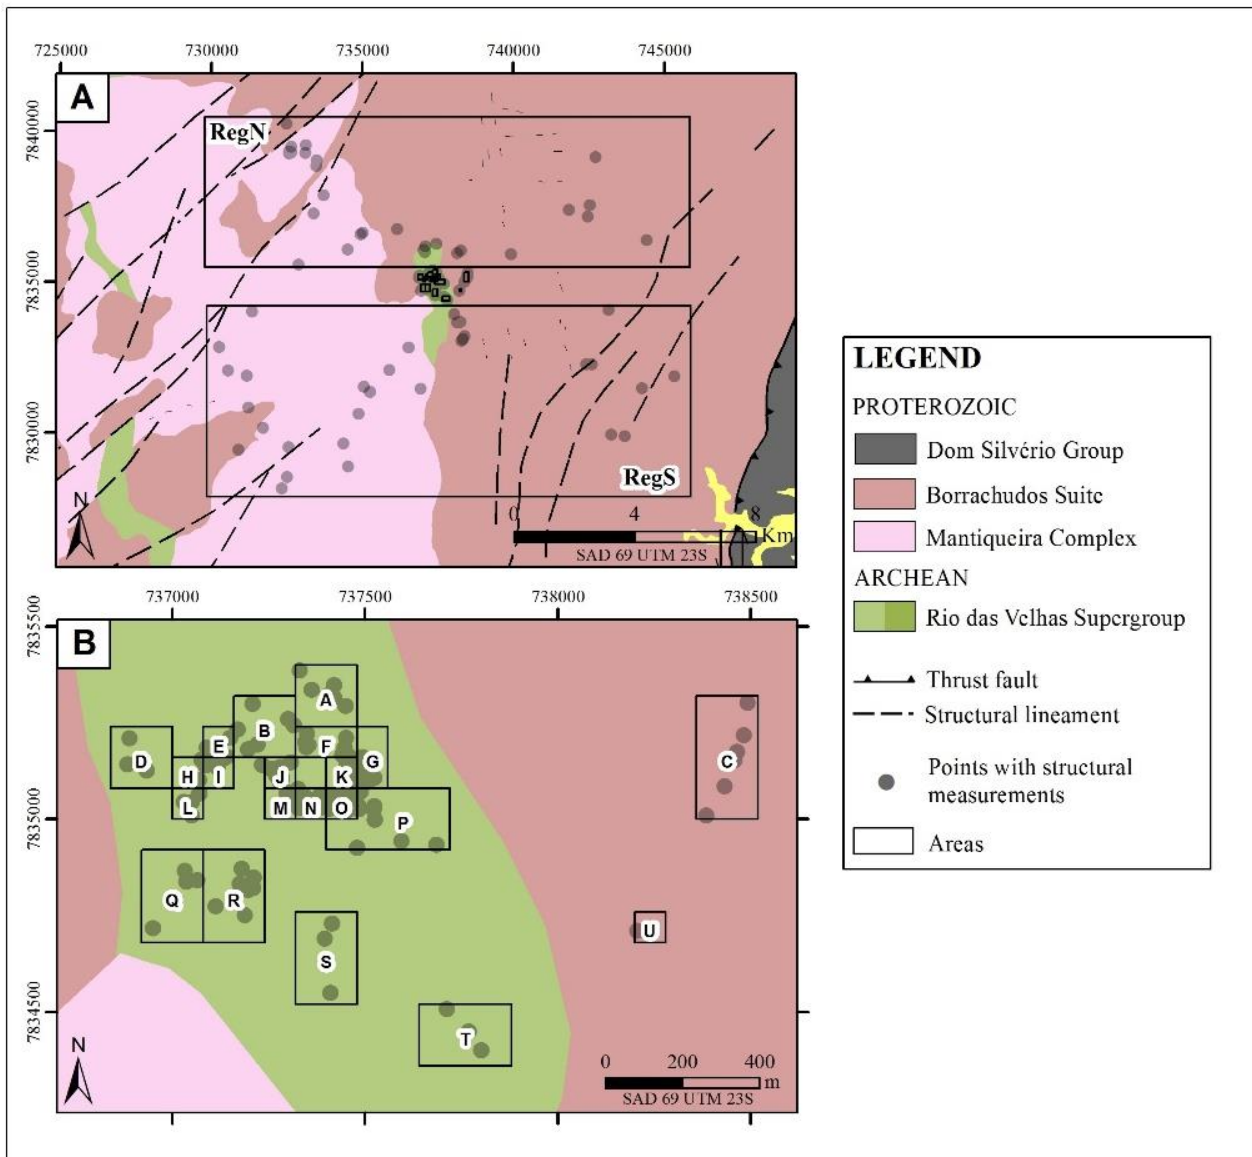 725000 730000 735000 740000 745000
A
7840000
7835000
7830000
RegN
RegS
N
0 4 8
Km
SAD 69 UTM 23S
737000 737500 738000 738500
B
7835500
7835000
7834500
A
B
C
D
E
F
G
H
I
J
K
L
M
N
O
P
Q
R
S
T
U
N
0 200 400
m
SAD 69 UTM 23S
LEGEND
PROTEROZOIC
Dom Silvério Group
Borrachudos Suite
Mantiqueira Complex
ARCHEAN
Rio das Velhas Supergroup
Thrust fault
Structural lineament
Points with structural
measurements
Areas